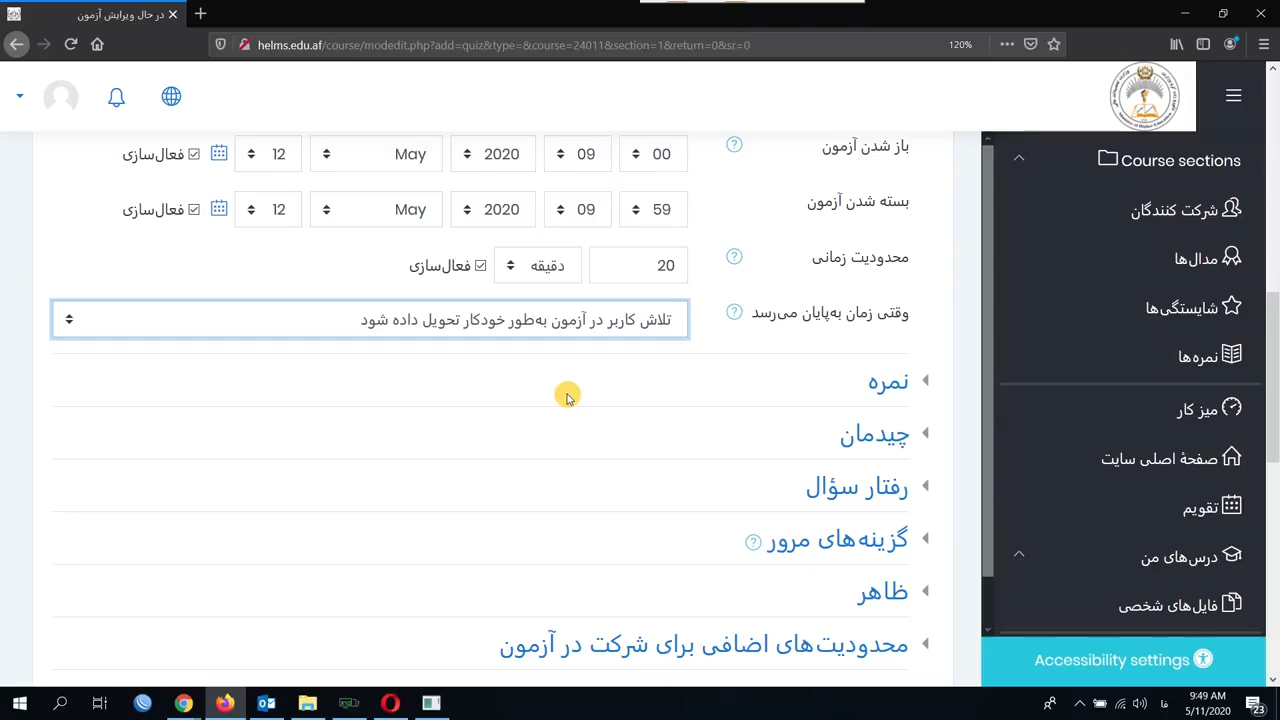 در حال ویرایش آزمون
helms.edu.af/course/modedit.php?add=quiz&type=&course=24011&section=1&return=0&sr=0
120%
باز شدن آزمون
00 09 2020 May 12 فعال‌سازی
بسته شدن آزمون
59 09 2020 May 12 فعال‌سازی
محدودیت زمانی
20 دقیقه فعال‌سازی
وقتی زمان به‌پایان می‌رسد
تلاش کاربر در آزمون به‌طور خودکار تحویل داده شود
نمره
چیدمان
رفتار سؤال
گزینه‌های مرور
ظاهر
محدودیت‌های اضافی برای شرکت در آزمون
Course sections
شرکت کنندگان
مدال‌ها
شایستگی‌ها
نمره‌ها
میز کار
صفحهٔ اصلی سایت
تقویم
درس‌های من
فایل‌های شخصی
Accessibility settings
فا
9:49 AM
5/11/2020
23